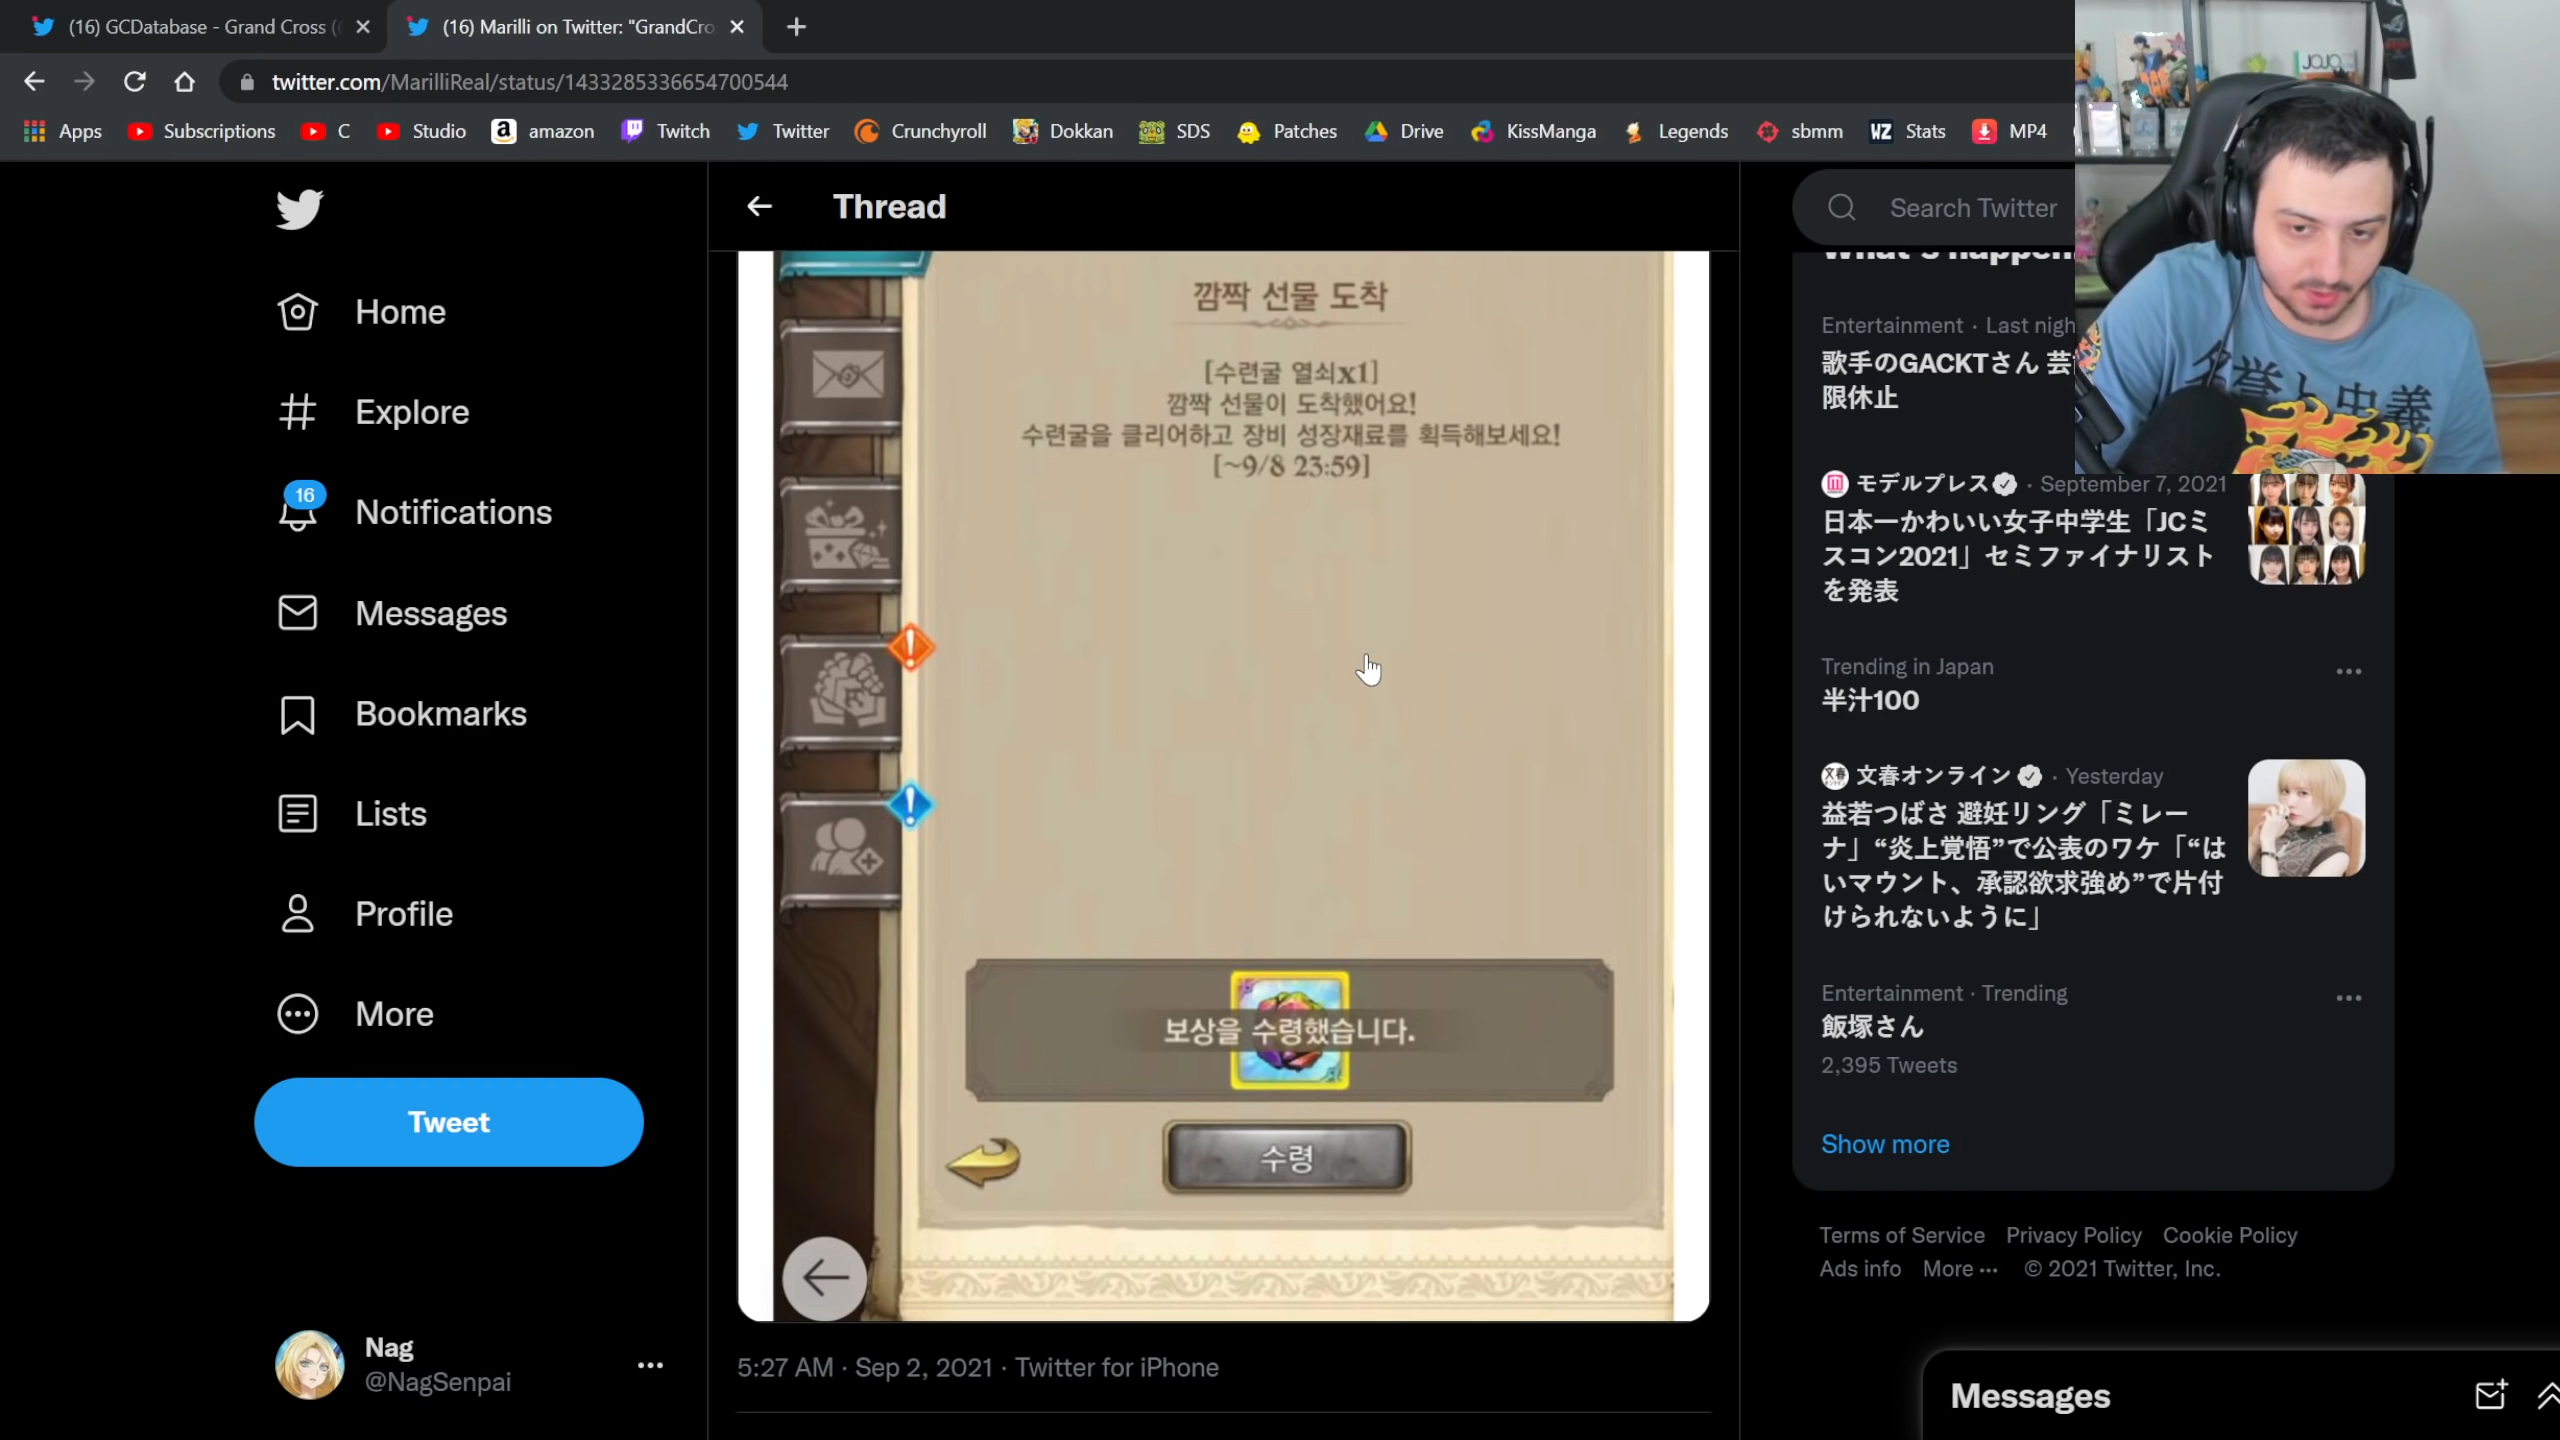 (16) GCDatabase - Grand Cross (
(16) Marilli on Twitter: "GrandCro
twitter.com/MarilliReal/status/1433285336654700544
Apps
Subscriptions
C
Studio
amazon
Twitch
Twitter
Crunchyroll
Dokkan
SDS
Patches
Drive
KissManga
Legends
sbmm
WZ Stats
MP4
Home
Explore
16
Notifications
Messages
Bookmarks
Lists
Profile
More
Tweet
Nag
@NagSenpai
Thread
깜짝 선물 도착
[수련굴 열쇠x1]
깜짝 선물이 도착했어요!
수련굴을 클리어하고 장비 성장재료를 획득해보세요!
[~9/8 23:59]
보상을 수령했습니다.
수령
5:27 AM · Sep 2, 2021 · Twitter for iPhone
Search Twitter
What's happen
Entertainment · Last nigh
歌手のGACKTさん 芸
限休止
モデルプレス · September 7, 2021
日本一かわいい女子中学生「JCミ
スコン2021」セミファイナリスト
を発表
Trending in Japan
半汁100
文春オンライン · Yesterday
益若つばさ 避妊リング「ミレー
ナ」“炎上覚悟”で公表のワケ「“は
いマウント、承認欲求強め”で片付
けられないように」
Entertainment · Trending
飯塚さん
2,395 Tweets
Show more
Terms of Service Privacy Policy Cookie Policy
Ads info More ··· © 2021 Twitter, Inc.
Messages
JOJO